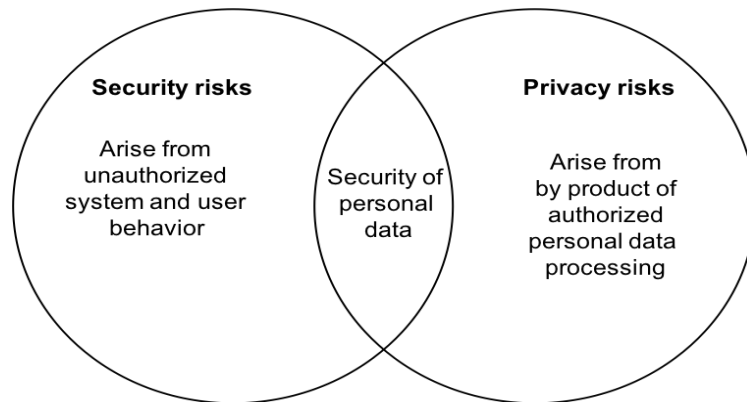 Security risks
Arise from
unauthorized
system and user
behavior
Security of
personal
data
Privacy risks
Arise from
by product of
authorized
personal data
processing